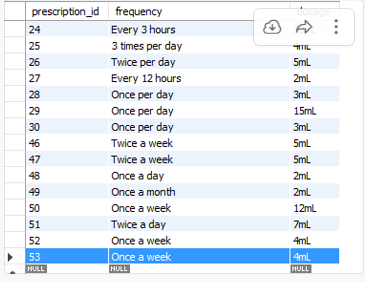 prescription_id frequency dosage
24 Every 3 hours
25 3 times per day 4mL
26 Twice per day 5mL
27 Every 12 hours 2mL
28 Once per day 3mL
29 Once per day 15mL
30 Once per day 3mL
46 Twice a week 5mL
47 Twice a week 5mL
48 Once a day 2mL
49 Once a month 2mL
50 Once a week 12mL
51 Twice a day 7mL
52 Once a week 4mL
53 Once a week 4mL
NULL NULL NULL